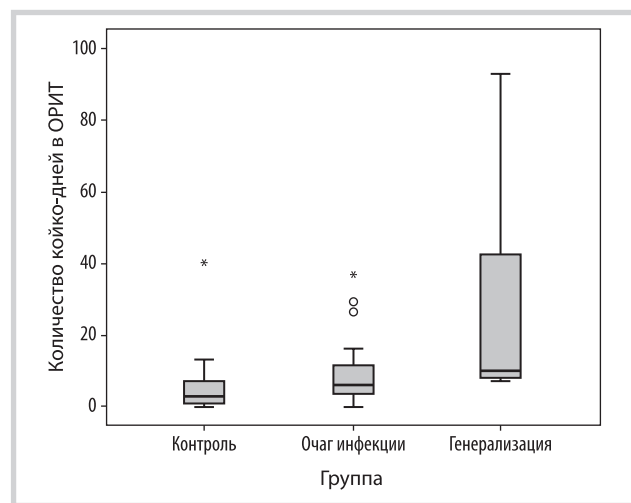 Количество койко-дней в ОРИТ
100
80
60
40
20
0
*
*
Контроль
Очаг инфекции
Генерализация
Группа